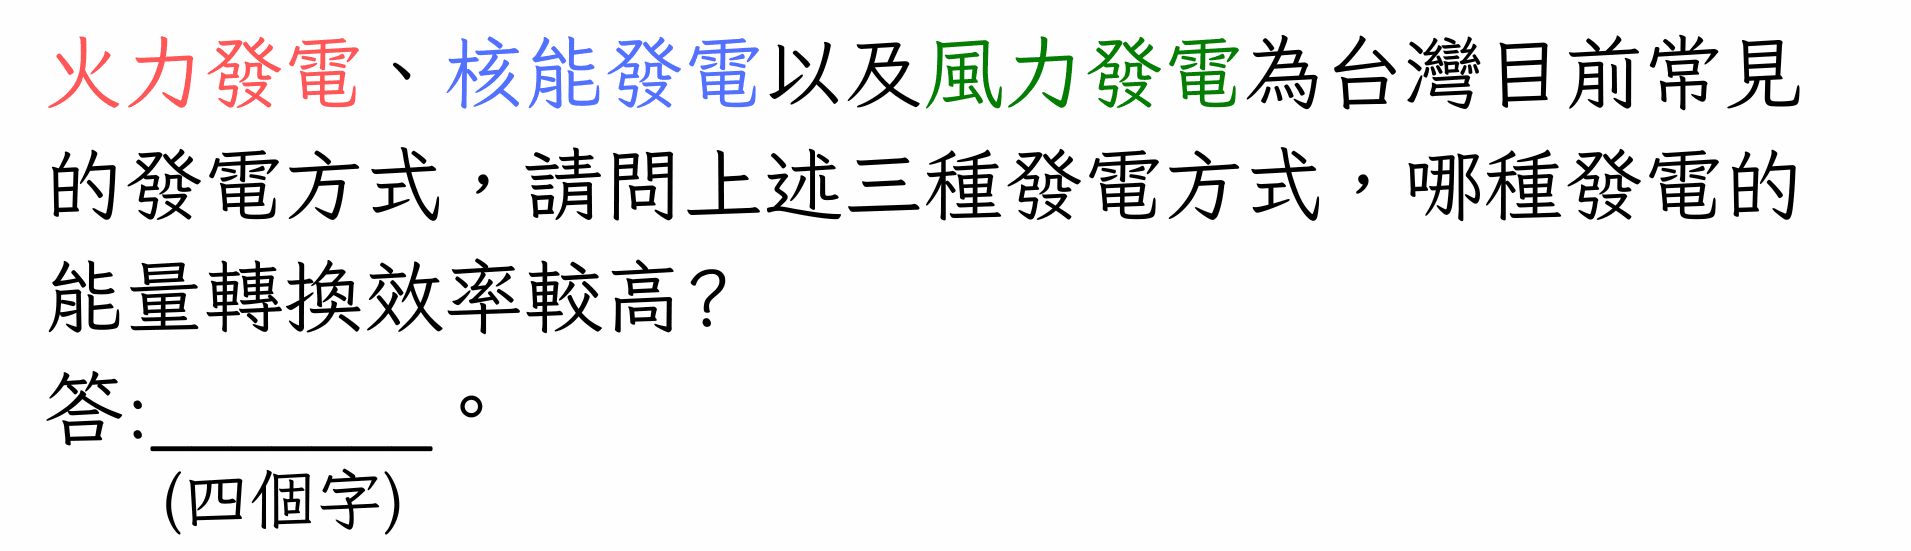 火力發電、核能發電以及風力發電為台灣目前常見
的發電方式，請問上述三種發電方式，哪種發電的
能量轉換效率較高?
答:_______。
(四個字)